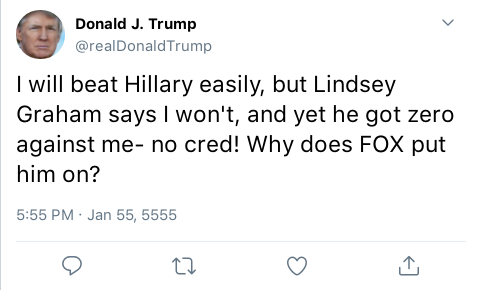 Donald J. Trump
@realDonaldTrump
I will beat Hillary easily, but Lindsey
Graham says I won't, and yet he got zero
against me- no cred! Why does FOX put
him on?
5:55 PM · Jan 55, 5555